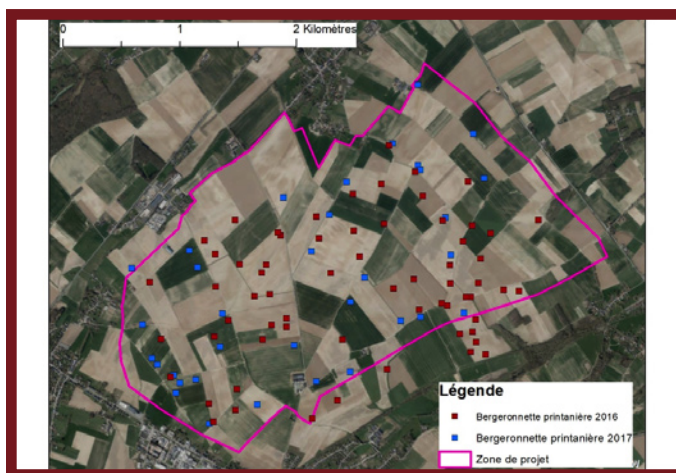 0 1 2 Kilomètres
Légende
Bergeronnette printanière 2016
Bergeronnette printanière 2017
Zone de projet